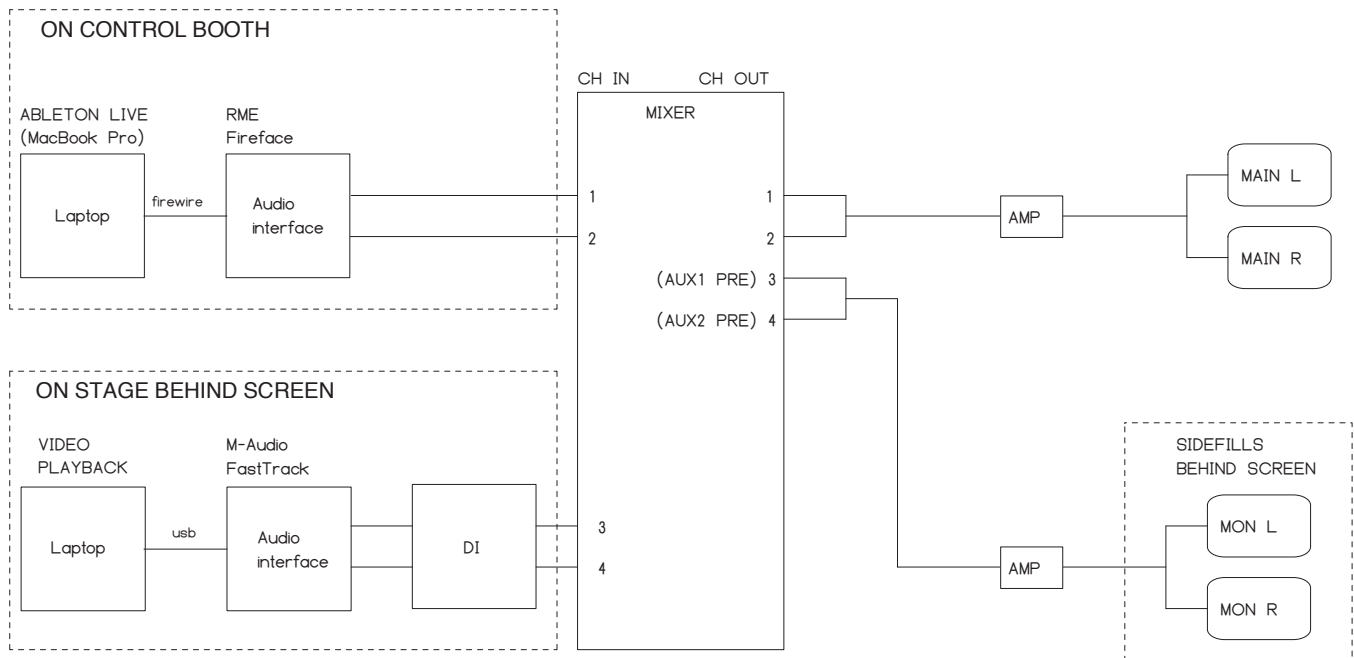 ON CONTROL BOOTH
ABLETON LIVE
(MacBook Pro)
RME
Fireface
Laptop
firewire
Audio
interface
CH IN
CH OUT
MIXER
1
2
3
4
1
2
(AUX1 PRE) 3
(AUX2 PRE) 4
AMP
MAIN L
MAIN R
ON STAGE BEHIND SCREEN
VIDEO
PLAYBACK
M-Audio
FastTrack
Laptop
usb
Audio
interface
DI
AMP
SIDEFILLS
BEHIND SCREEN
MON L
MON R